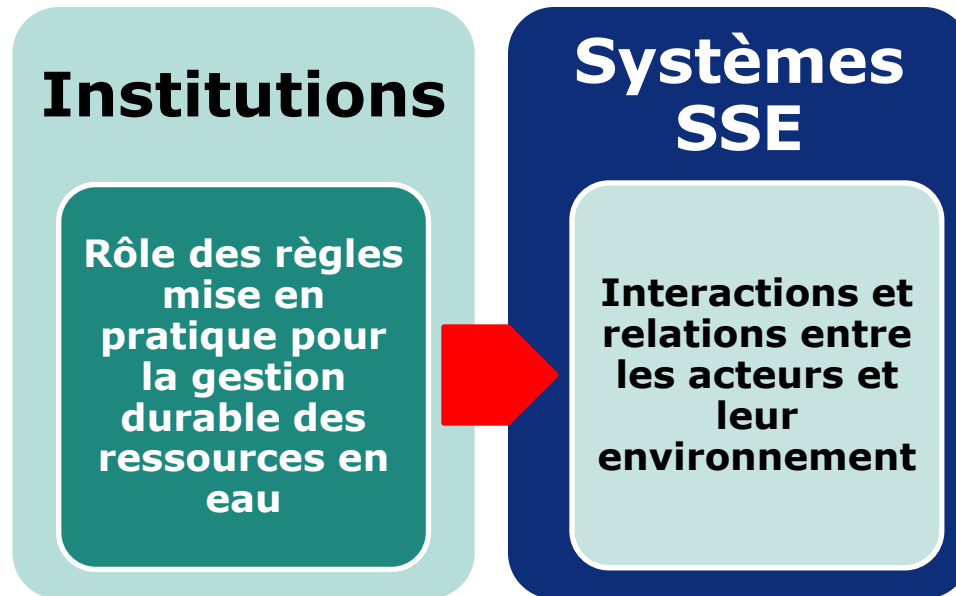 Institutions
Rôle des règles
mise en
pratique pour
la gestion
durable des
ressources en
eau
Systèmes
SSE
Interactions et
relations entre
les acteurs et
leur
environnement